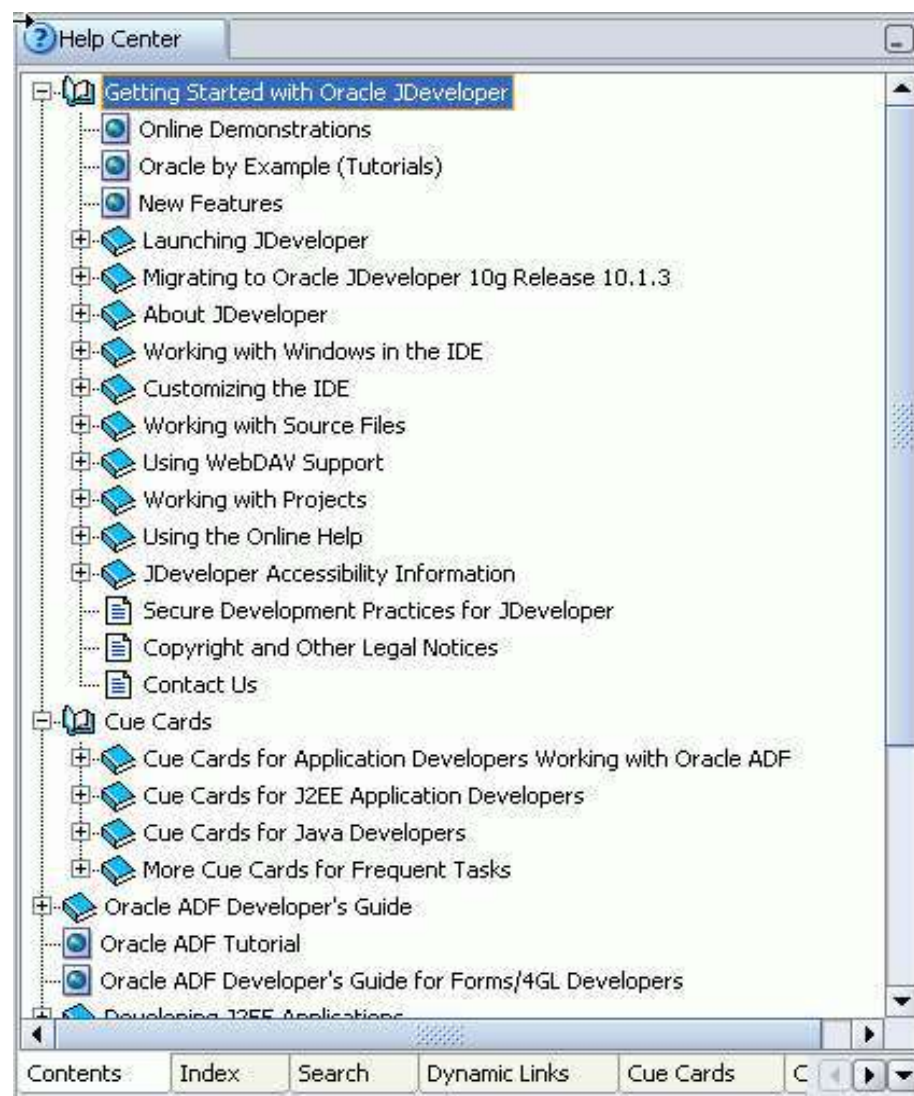 Help Center
Getting Started with Oracle JDeveloper
Online Demonstrations
Oracle by Example (Tutorials)
New Features
Launching JDeveloper
Migrating to Oracle JDeveloper 10g Release 10.1.3
About JDeveloper
Working with Windows in the IDE
Customizing the IDE
Working with Source Files
Using WebDAV Support
Working with Projects
Using the Online Help
JDeveloper Accessibility Information
Secure Development Practices for JDeveloper
Copyright and Other Legal Notices
Contact Us
Cue Cards
Cue Cards for Application Developers Working with Oracle ADF
Cue Cards for J2EE Application Developers
Cue Cards for Java Developers
More Cue Cards for Frequent Tasks
Oracle ADF Developer's Guide
Oracle ADF Tutorial
Oracle ADF Developer's Guide for Forms/4GL Developers
Developing J2EE Applications
Contents Index Search Dynamic Links Cue Cards C